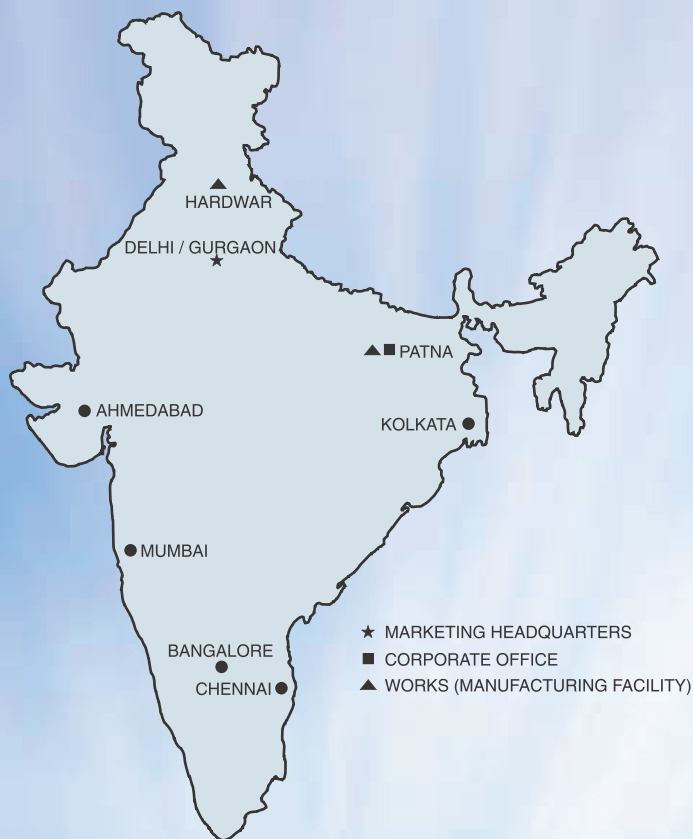 HARDWAR
DELHI / GURGAON
PATNA
AHMEDABAD
KOLKATA
MUMBAI
BANGALORE
CHENNAI
MARKETING HEADQUARTERS
CORPORATE OFFICE
WORKS (MANUFACTURING FACILITY)